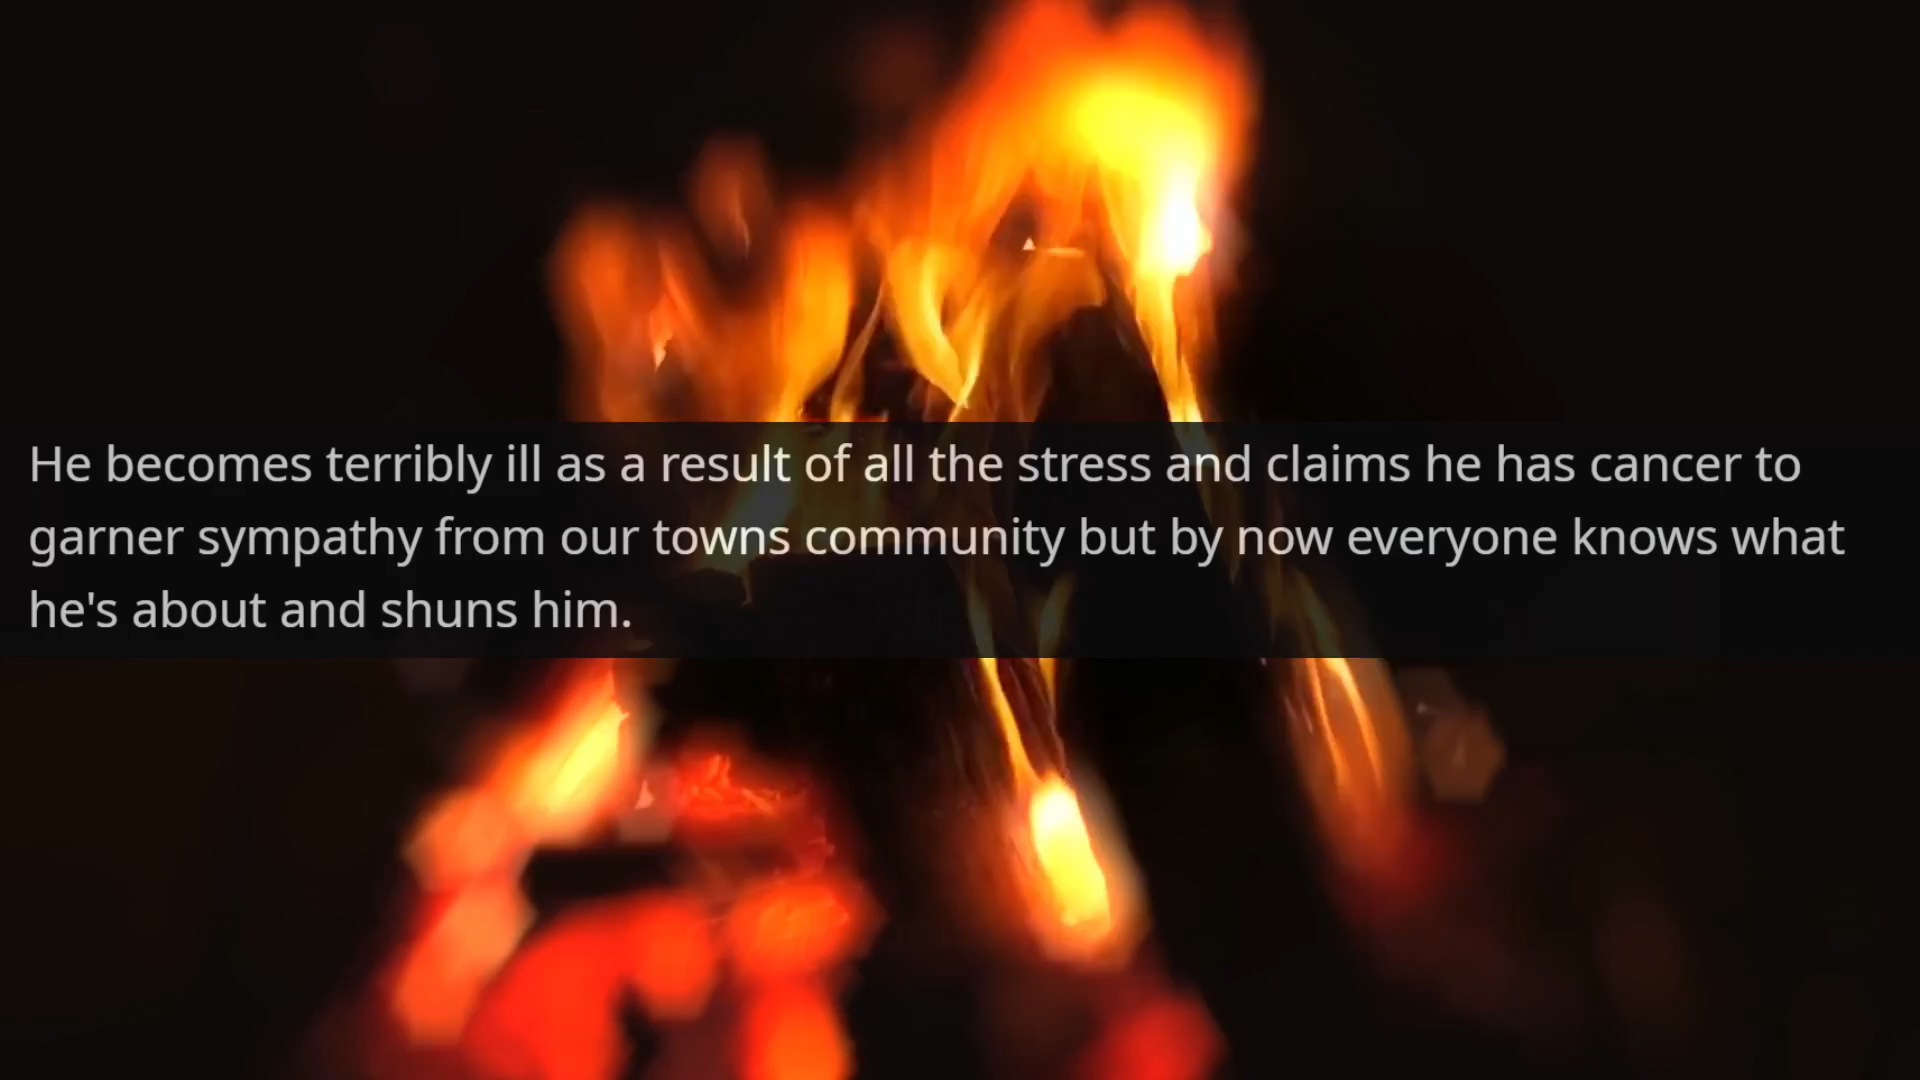 He becomes terribly ill as a result of all the stress and claims he has cancer to
garner sympathy from our towns community but by now everyone knows what
he's about and shuns him.